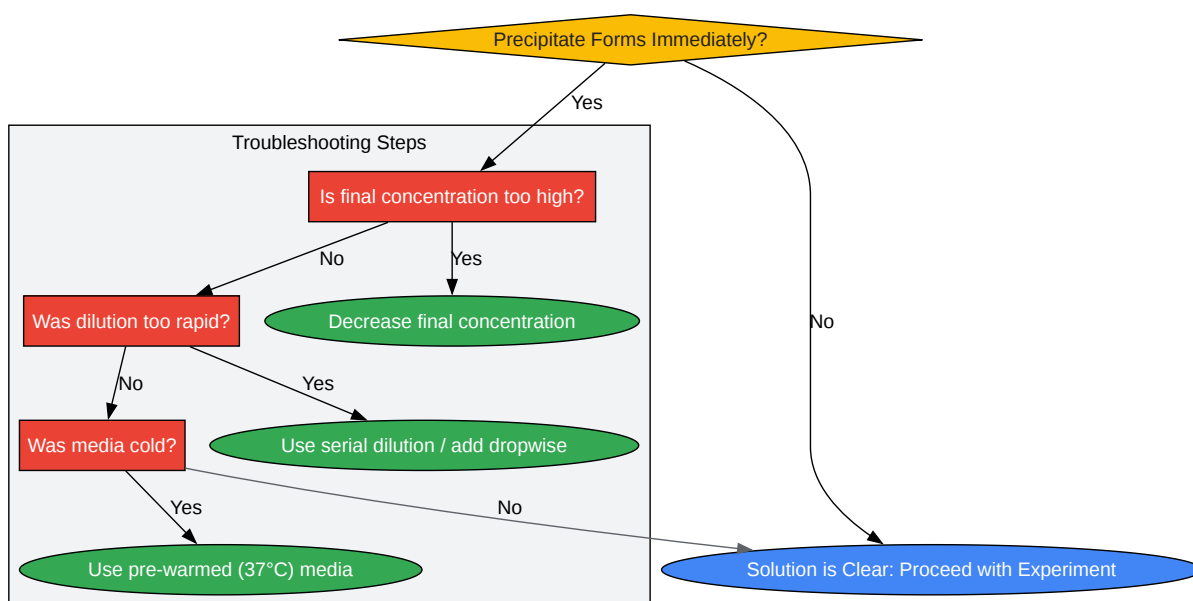 Precipitate Forms Immediately?
Yes
Troubleshooting Steps
Is final concentration too high?
No
Yes
Was dilution too rapid?
Decrease final concentration
No
No
Yes
Was media cold?
Use serial dilution / add dropwise
Yes
No
Use pre-warmed (37°C) media
Solution is Clear: Proceed with Experiment